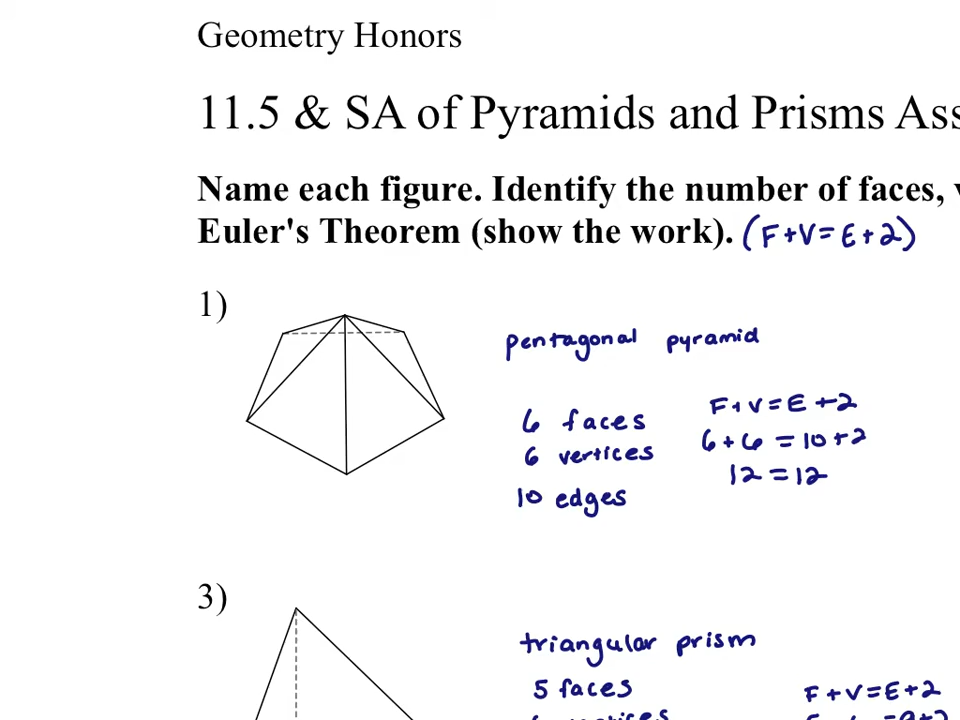 Geometry Honors
11.5 & SA of Pyramids and Prisms Ass
Name each figure. Identify the number of faces, v
Euler's Theorem (show the work). (F+V=E+2)
1)
pentagonal pyramid
6 faces
6 vertices
10 edges
F+V=E+2
6+6=10+2
12=12
3)
triangular prism
5 faces
F+V=E+2